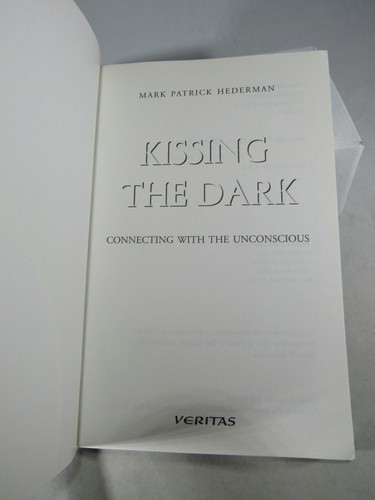 MARK PATRICK HEDERMAN
KISSING
THE DARK
CONNECTING WITH THE UNCONSCIOUS
VERITAS